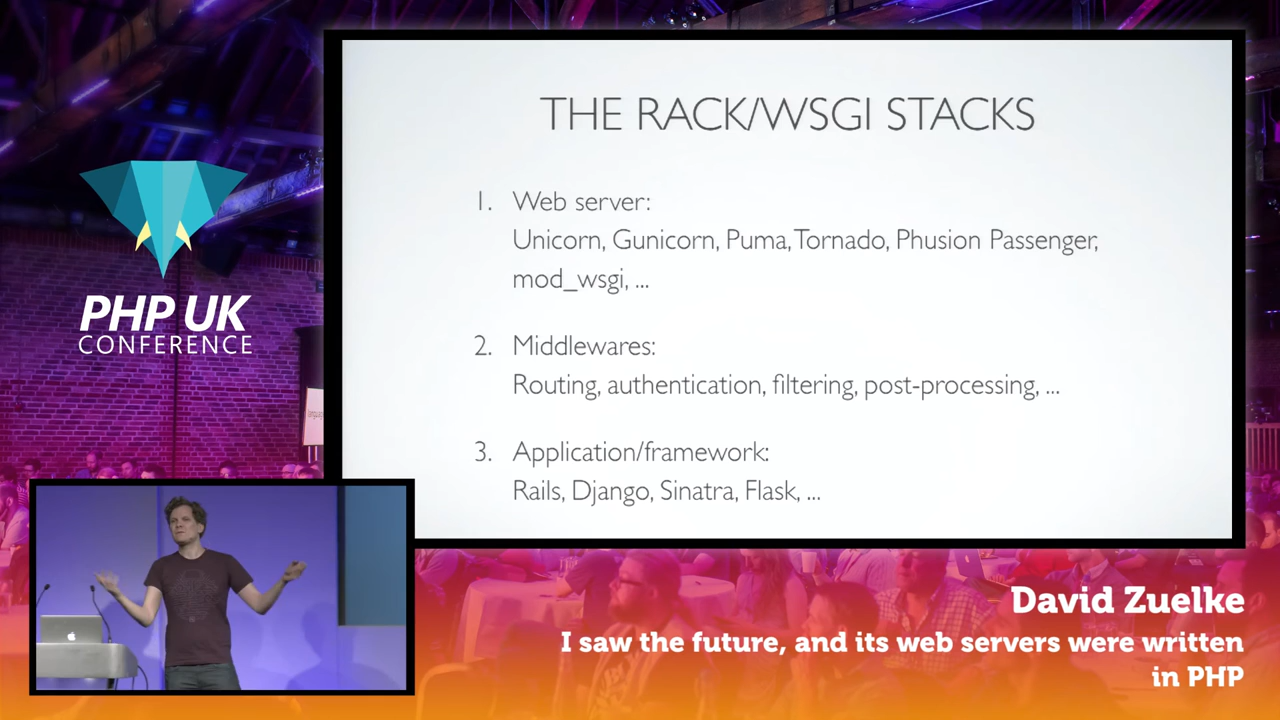 THE RACK/WSGI STACKS
1. Web server:
Unicorn, Gunicorn, Puma, Tornado, Phusion Passenger,
mod_wsgi, ...
2. Middlewares:
Routing, authentication, filtering, post-processing, ...
3. Application/framework:
Rails, Django, Sinatra, Flask, ...
PHP UK
CONFERENCE
David Zuelke
I saw the future, and its web servers were written
in PHP